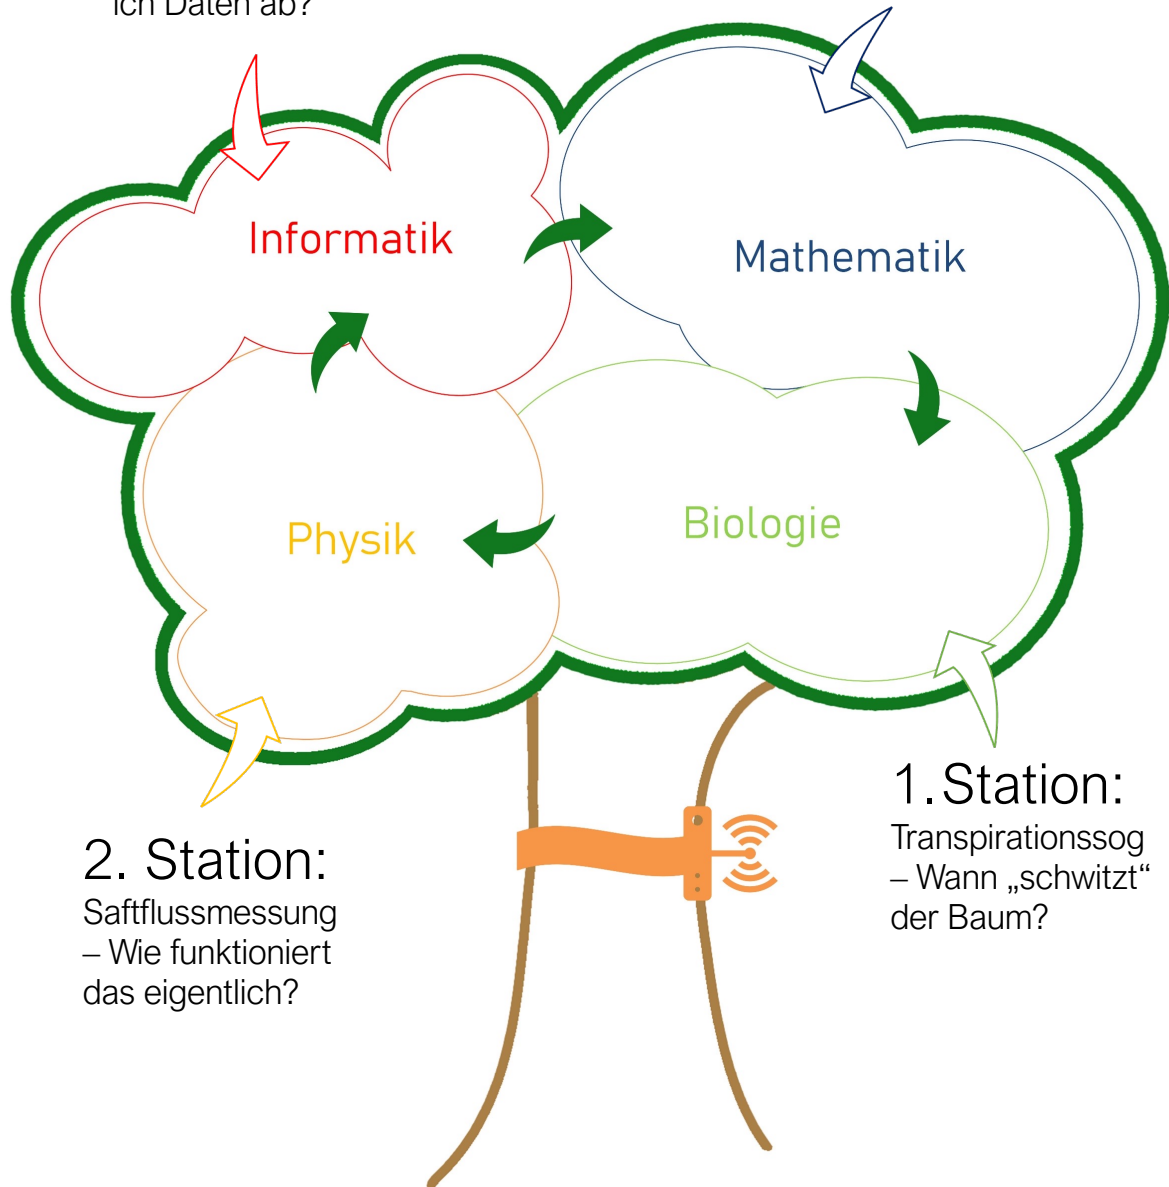 ich Daten ab?
Informatik
Mathematik
Physik
Biologie
1. Station:
Transpirationssog
– Wann „schwitzt“
der Baum?
2. Station:
Saftflussmessung
– Wie funktioniert
das eigentlich?